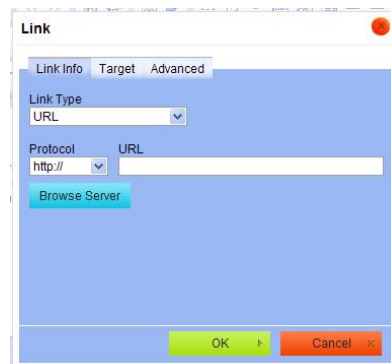 Link
Link Info Target Advanced
Link Type
URL
Protocol URL
http://
Browse Server
OK Cancel